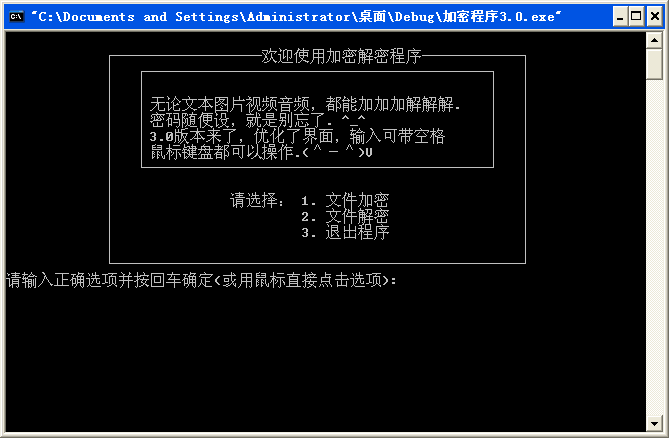 "C:\Documents and Settings\Administrator\桌面\Debug\加密程序3.0.exe"
欢迎使用加密解密程序
无论文本图片视频音频，都能加加加解解解.
密码随便设，就是别忘了. ^_^
3.0版本来了，优化了界面，输入可带空格
鼠标键盘都可以操作.(＾－＾)V
请选择： 1. 文件加密
2. 文件解密
3. 退出程序
请输入正确选项并按回车确定(或用鼠标直接点击选项):